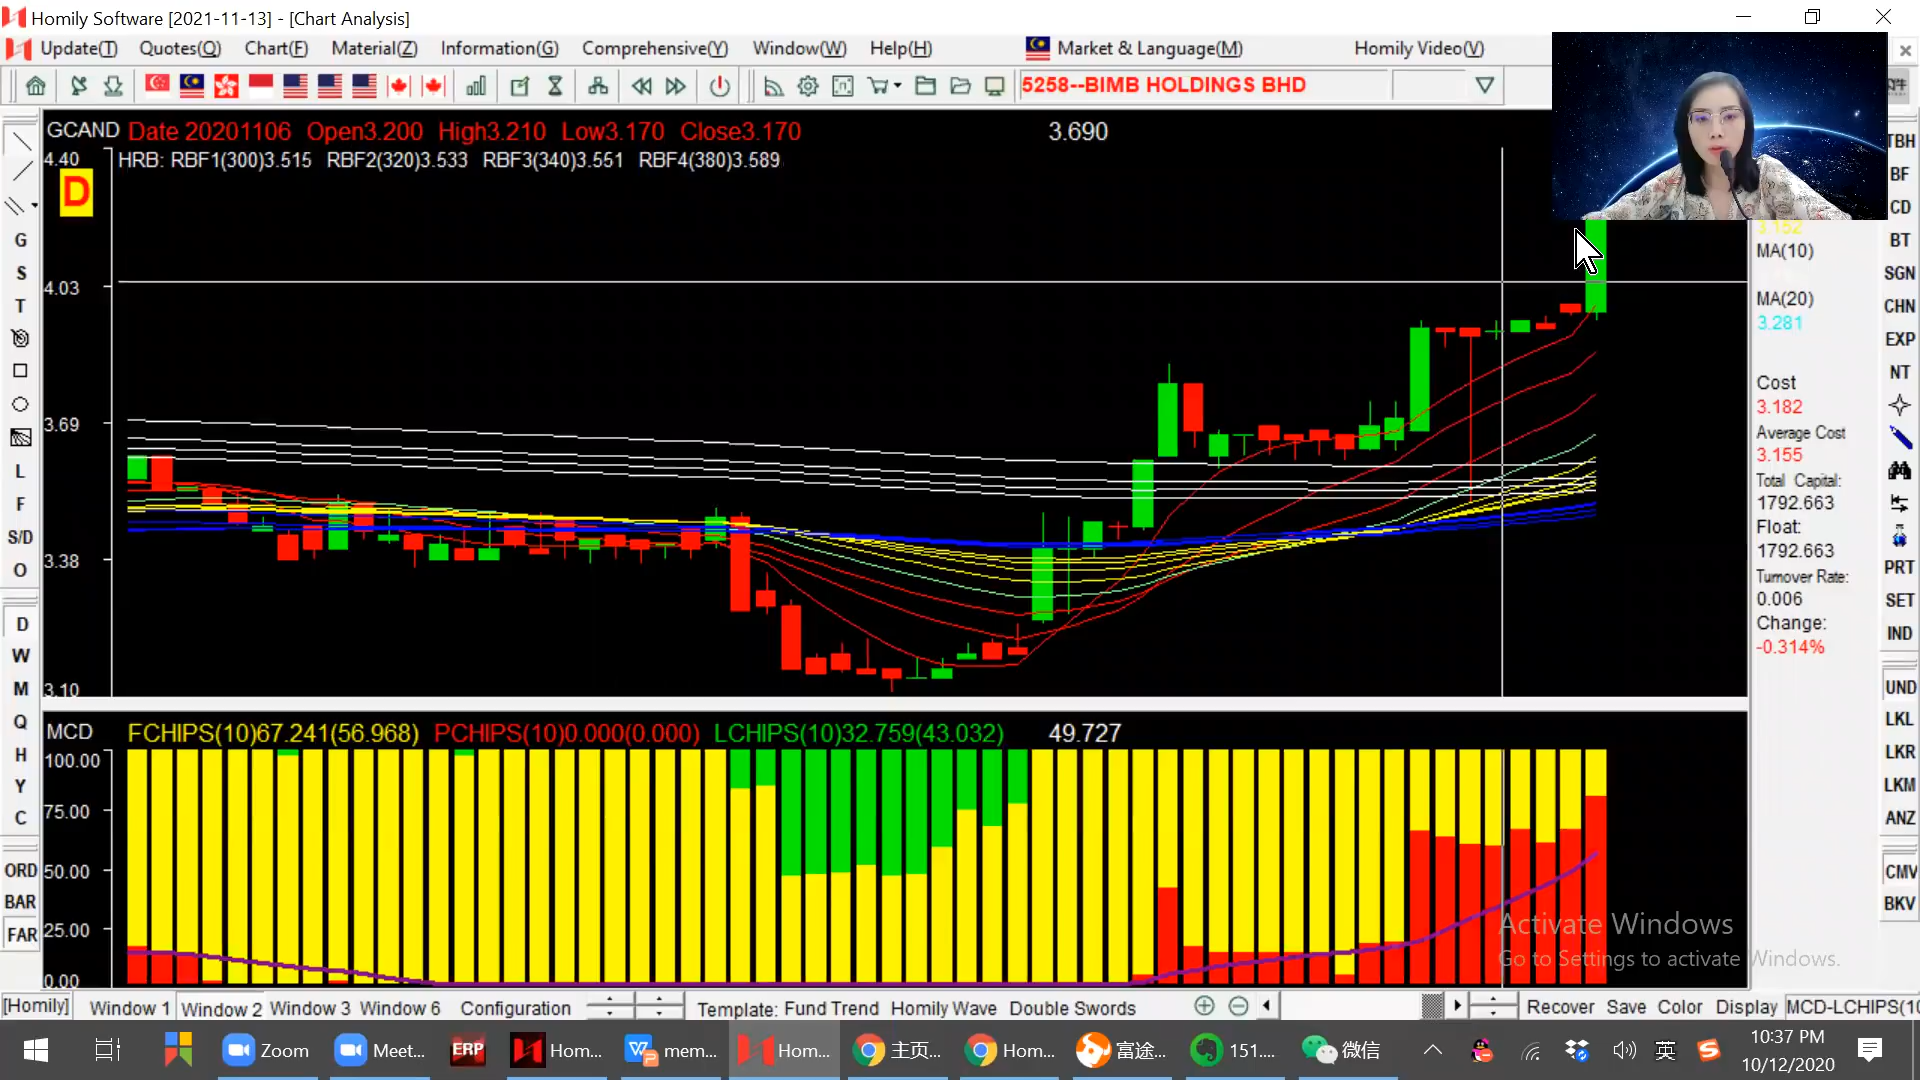 Homily Software [2021-11-13] - [Chart Analysis]
Update(T) Quotes(Q) Chart(F) Material(Z) Information(G) Comprehensive(Y) Window(W) Help(H) Market & Language(M) Homily Video(V)
5258--BIMB HOLDINGS BHD
GCAND Date 20201106 Open3.200 High3.210 Low3.170 Close3.170 3.690
4.40 HRB: RBF1(300)3.515 RBF2(320)3.533 RBF3(340)3.551 RBF4(380)3.589
D
4.03
3.69
3.38
3.10
3.152
MA(10)
MA(20)
3.281
Cost
3.182
Average Cost
3.155
Total Capital:
1792.663
Float:
1792.663
Turnover Rate:
0.006
Change:
-0.314%
G
S
T
L
F
S/D
O
D
W
M
Q
H
Y
C
ORD
BAR
FAR
TBH
BF
CD
BT
SGN
CHN
EXP
NT
PRT
SET
IND
UND
LKL
LKR
LKM
ANZ
CMV
BKV
MCD FCHIPS(10)67.241(56.968) PCHIPS(10)0.000(0.000) LCHIPS(10)32.759(43.032) 49.727
100.00
75.00
50.00
25.00
0.00
Activate Windows
Go to Settings to activate Windows.
[Homily] Window 1 Window 2 Window 3 Window 6 Configuration Template: Fund Trend Homily Wave Double Swords Recover Save Color Display MCD-LCHIPS(10
Zoom Meet... ERP Hom... mem... Hom... 主页... Hom... 富途... 151.... 微信 英
10:37 PM
10/12/2020